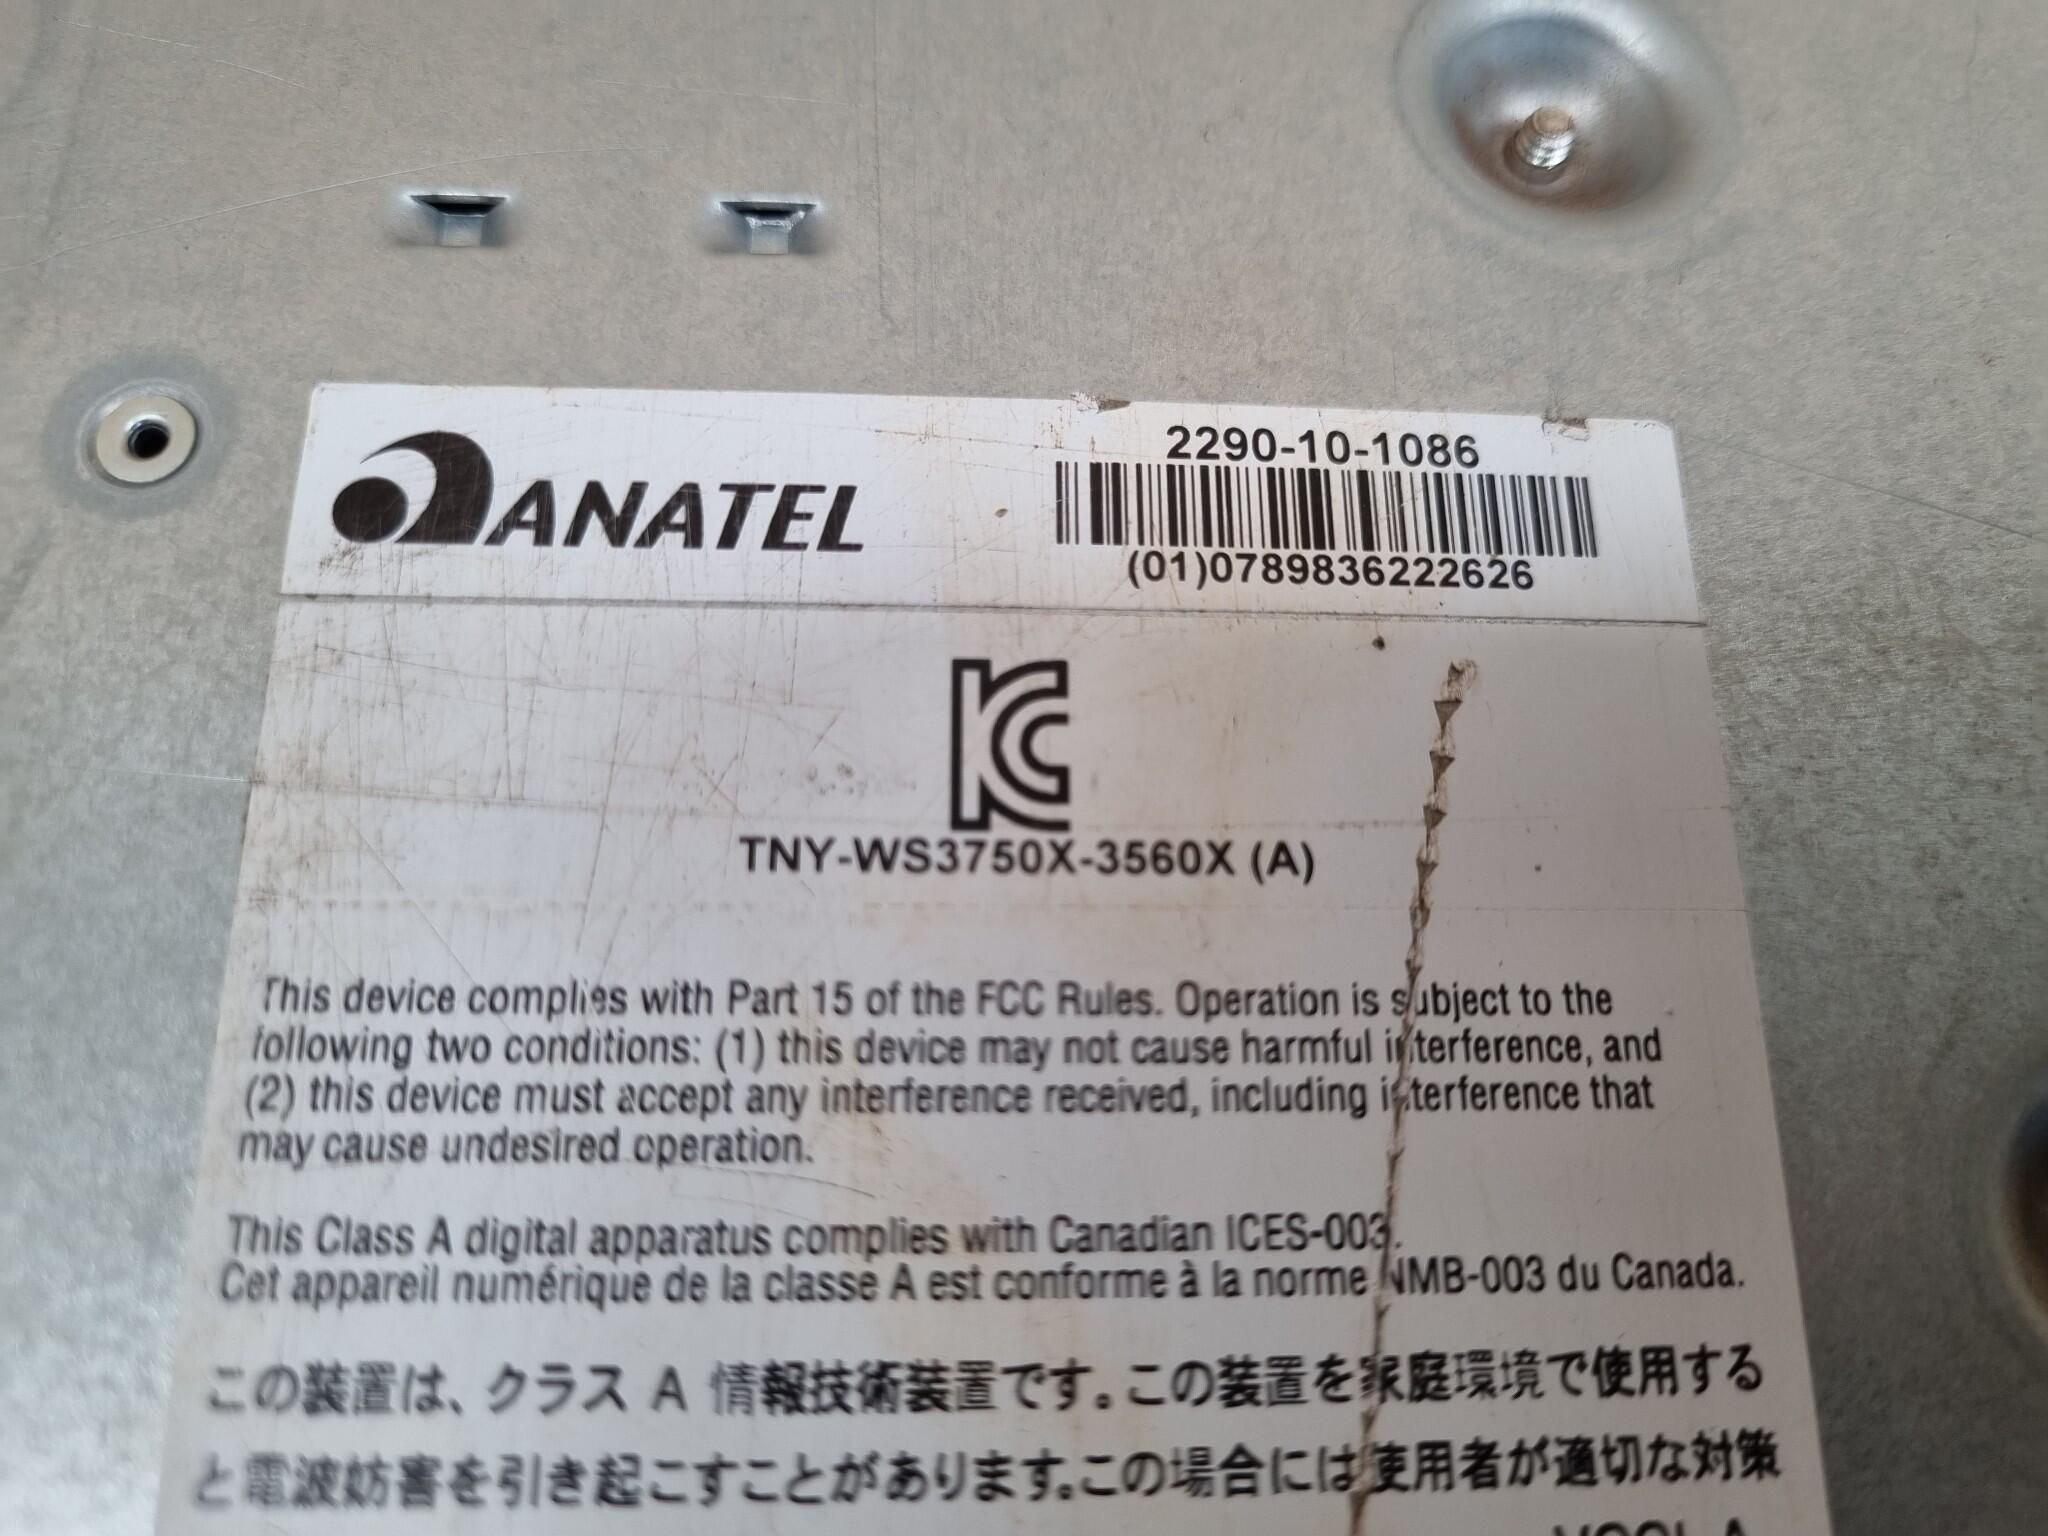 ANATEL
2290-10-1086
(01)07898362​22626
KC
TNY-WS3750X-3560X (A)
This device complies with Part 15 of the FCC Rules. Operation is subject to the
following two conditions: (1) this device may not cause harmful interference, and
(2) this device must accept any interference received, including interference that
may cause undesired operation.
This Class A digital apparatus complies with Canadian ICES-003.
Cet appareil numérique de la classe A est conforme à la norme NMB-003 du Canada.
この装置は、クラス A 情報技術装置です。この装置を家庭環境で使用する
と電波妨害を引き起こすことがあります。この場合には使用者が適切な対策